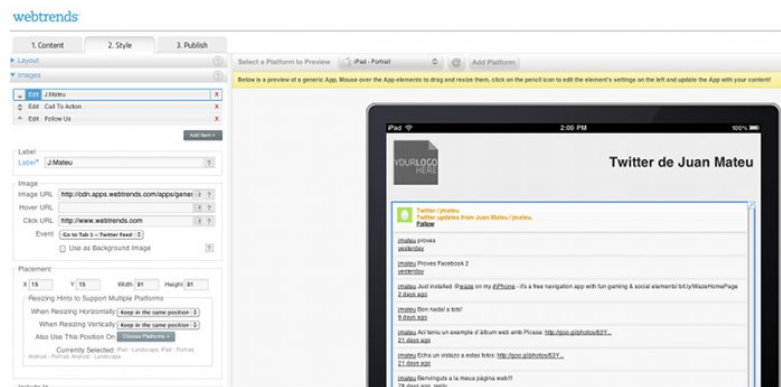 webtrends
1. Content
2. Style
3. Publish
Layout
Images
Select a Platform to Preview
iPad - Portrait
Add Platform
Below is a preview of a generic App. Mouse over the App elements to drag and resize them, click on the pencil icon to edit the element's settings on the left and update the App with your content!
Edit J.Mateu X
Edit Call To Action X
Edit Follow Us X
Add Item +
Label
Label* J.Mateu ?
Image
Image URL http://cdn.apps.webtrends.com/apps/gener ?
Hover URL ?
Click URL http://www.webtrends.com ?
Event Go to Tab 1 – Twitter Feed
Use as Background Image ?
Placement
X 15 Y 15 Width 91 Height 91
Resizing Hints to Support Multiple Platforms
When Resizing Horizontally Keep in the same position
When Resizing Vertically Keep in the same position
Also Use This Position On Choose Platforms +
Currently Selected: iPad - Landscape, iPad - Portrait,
Android - Portrait, Android - Landscape
Include In
iPad
2:00 PM
100%
YOURLOGO
HERE
Twitter de Juan Mateu
Twitter / jmateu
Twitter updates from Juan Mateu / jmateu.
Follow
jmateu proves
yesterday
jmateu Proves Facebook 2
yesterday
jmateu Just installed @waze on my #iPhone - it's a free navigation app with fun gaming & social elements! bit.ly/WazeHomePage
2 days ago
jmateu Bon nadal a tots!
9 days ago
jmateu Ací teniu un exemple d'àlbum web amb Picasa: http://goo.gl/photos/63Y...
21 days ago
jmateu Echa un vistazo a estas fotos: http://goo.gl/photos/63Y...
21 days ago
jmateu Benvinguts a la meua pàgina web!!!